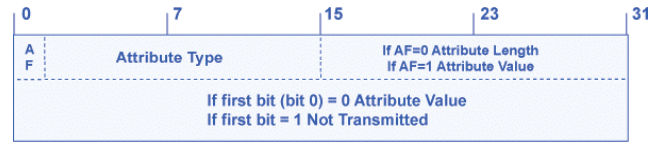 0 7 15 23 31
A
F
Attribute Type
If AF=0 Attribute Length
If AF=1 Attribute Value
If first bit (bit 0) = 0 Attribute Value
If first bit = 1 Not Transmitted